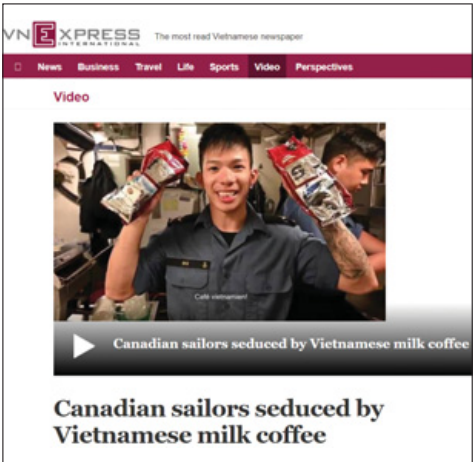 VNEXPRESS
INTERNATIONAL
The most read Vietnamese newspaper
News Business Travel Life Sports Video Perspectives
Video
Café vietnamien!
Canadian sailors seduced by Vietnamese milk coffee
Canadian sailors seduced by
Vietnamese milk coffee